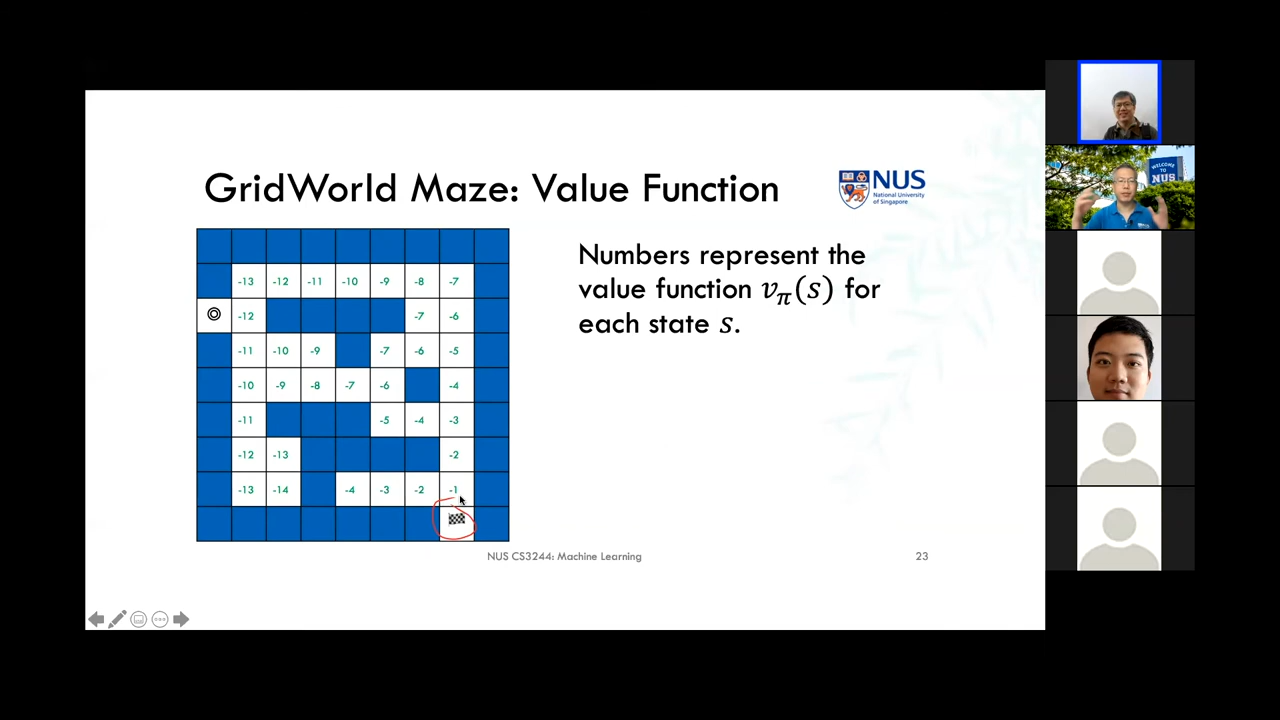 GridWorld Maze: Value Function
NUS
National University
of Singapore
-13 -12 -11 -10 -9 -8 -7
-12 -7 -6
-11 -10 -9 -7 -6 -5
-10 -9 -8 -7 -6 -4
-11 -5 -4 -3
-12 -13 -2
-13 -14 -4 -3 -2 -1
Numbers represent the
value function vπ(s) for
each state s.
NUS CS3244: Machine Learning
23
WELCOME
TO
NUS